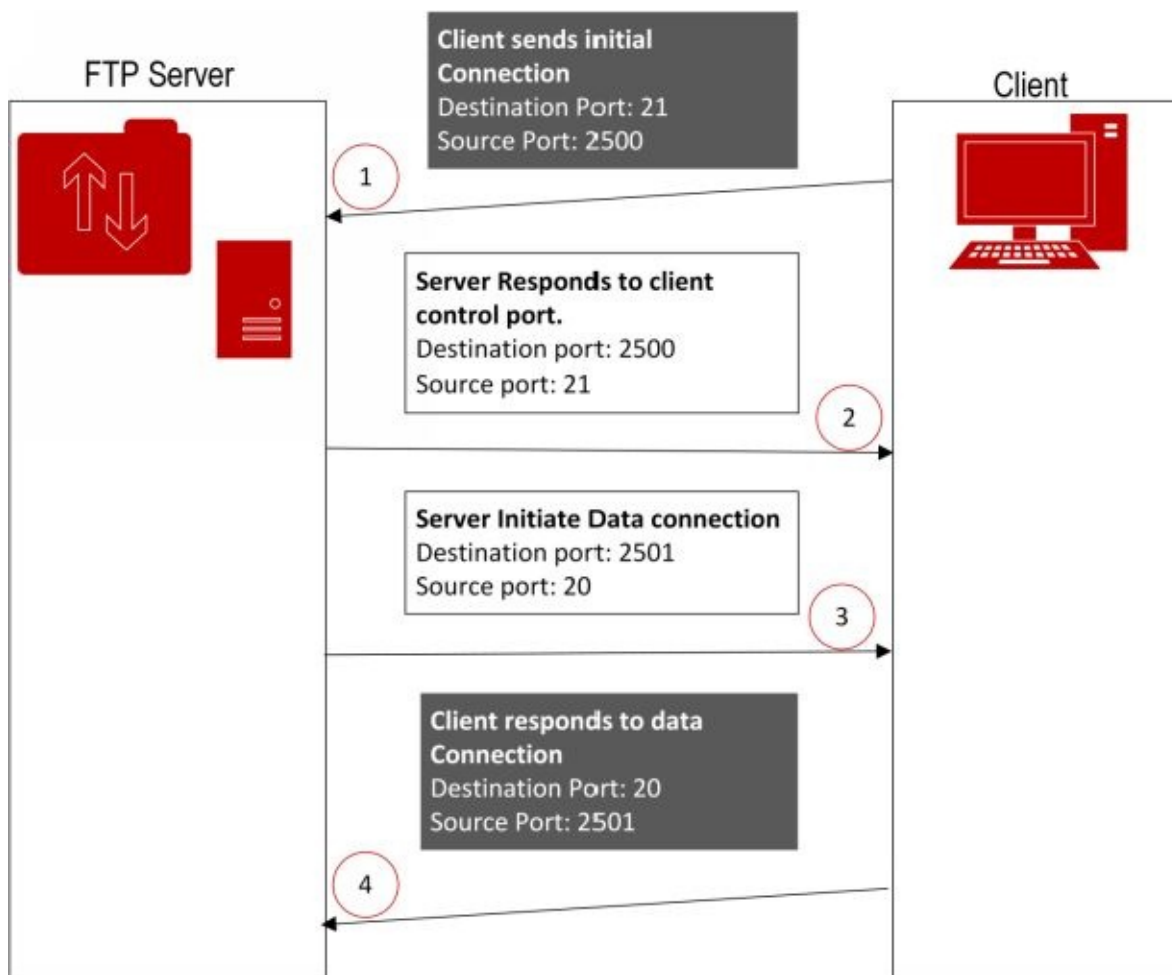 FTP Server
Client
Client sends initial
Connection
Destination Port: 21
Source Port: 2500
1
Server Responds to client
control port.
Destination port: 2500
Source port: 21
2
Server Initiate Data connection
Destination port: 2501
Source port: 20
3
Client responds to data
Connection
Destination Port: 20
Source Port: 2501
4